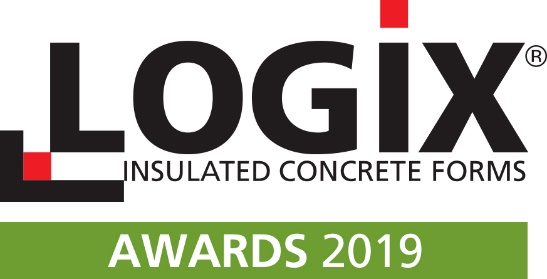 LOGiX®
INSULATED CONCRETE FORMS
AWARDS 2019